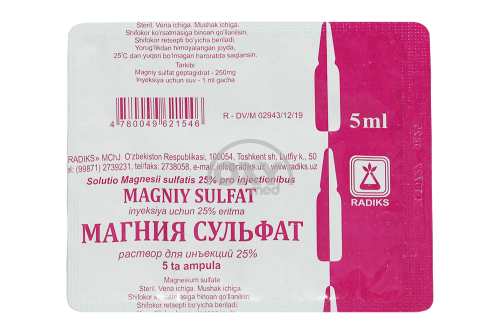 Steril. Vena ichiga. Mushak ichiga.
Shifokor ko'rsatmasiga binoan qo'llanilsin.
Shifokor retsepti bo'yicha beriladi.
Yorug'likdan himoyalangan joyda,
25°C dan yuqori bo'lmagan haroratda saqlansin.
Tarkibi
Magniy sulfat geptagidrat - 250mg
Inyeksiya uchun suv - 1 ml gacha
4 780049 621546
R - DV/M 02943/12/19
5ml
RADIKS
RADIKS» MChJ O'zbekiston Respublikasi, 100054, Toshkent sh, Lutfiy k., 50
tel: (99871) 2739231, tel/faks: 2738058, e-mail: info@radiks.uz, www.radiks.uz
Solutio Magnesii sulfatis 25% pro injectionibus
MAGNIY SULFAT
inyeksiya uchun 25% eritma
МАГНИЯ СУЛЬФАТ
раствор для инъекций 25%
5 ta ampula
Magnesium sulfate
Steril. Vena ichiga. Mushak ichiga.
Shifokor ko'rsatmasiga binoan qo'llanilsin.
Shifokor retsepti bo'yicha beriladi.